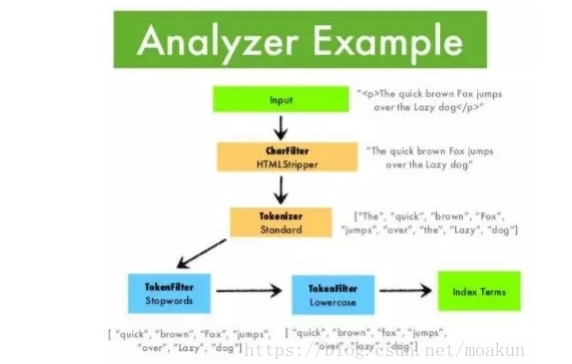 Analyzer Example
Input
"<p>The quick brown Fox jumps
over the Lazy dog</p>"
CharFilter
HTMLStripper
"The quick brown Fox jumps
over the Lazy dog"
Tokenizer
Standard
["The", "quick", "brown", "Fox",
"jumps", "over", "the", "Lazy", "dog"]
TokenFilter
Stopwords
TokenFilter
Lowercase
Index Terms
[ "quick", "brown", "Fox", "jumps",
"over", "Lazy", "dog"]
[ "quick", "brown", "fox", "jumps",
"over", "lazy", "dog"]
https://blog.csdn.net/moakun